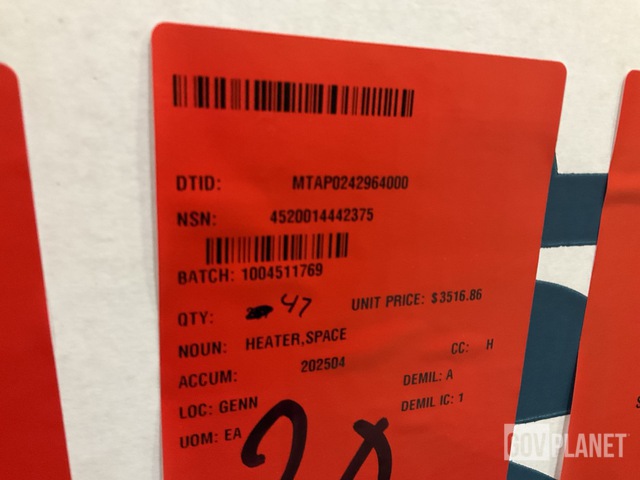 DTID: MTAP0242964000
NSN: 4520014442375
BATCH: 1004511769
QTY: 47 UNIT PRICE: $3516.86
NOUN: HEATER,SPACE
ACCUM: 202504 CC: H
LOC: GENN DEMIL: A
UOM: EA DEMIL IC: 1
GOVPLANET